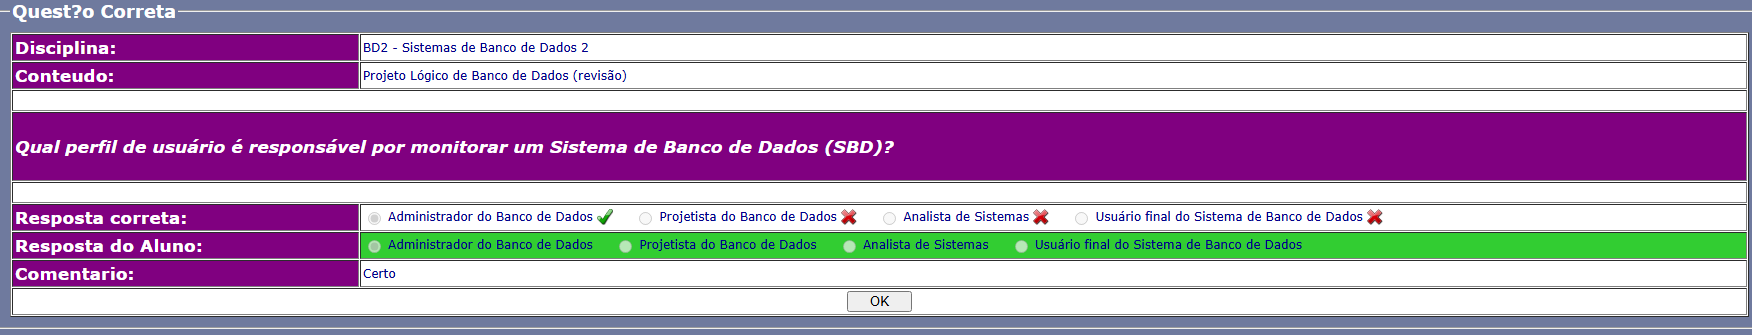 Quest?o Correta
Disciplina: BD2 - Sistemas de Banco de Dados 2
Conteudo: Projeto Lógico de Banco de Dados (revisão)
Qual perfil de usuário é responsável por monitorar um Sistema de Banco de Dados (SBD)?
Resposta correta: Administrador do Banco de Dados Projetista do Banco de Dados Analista de Sistemas Usuário final do Sistema de Banco de Dados
Resposta do Aluno: Administrador do Banco de Dados Projetista do Banco de Dados Analista de Sistemas Usuário final do Sistema de Banco de Dados
Comentario: Certo
OK